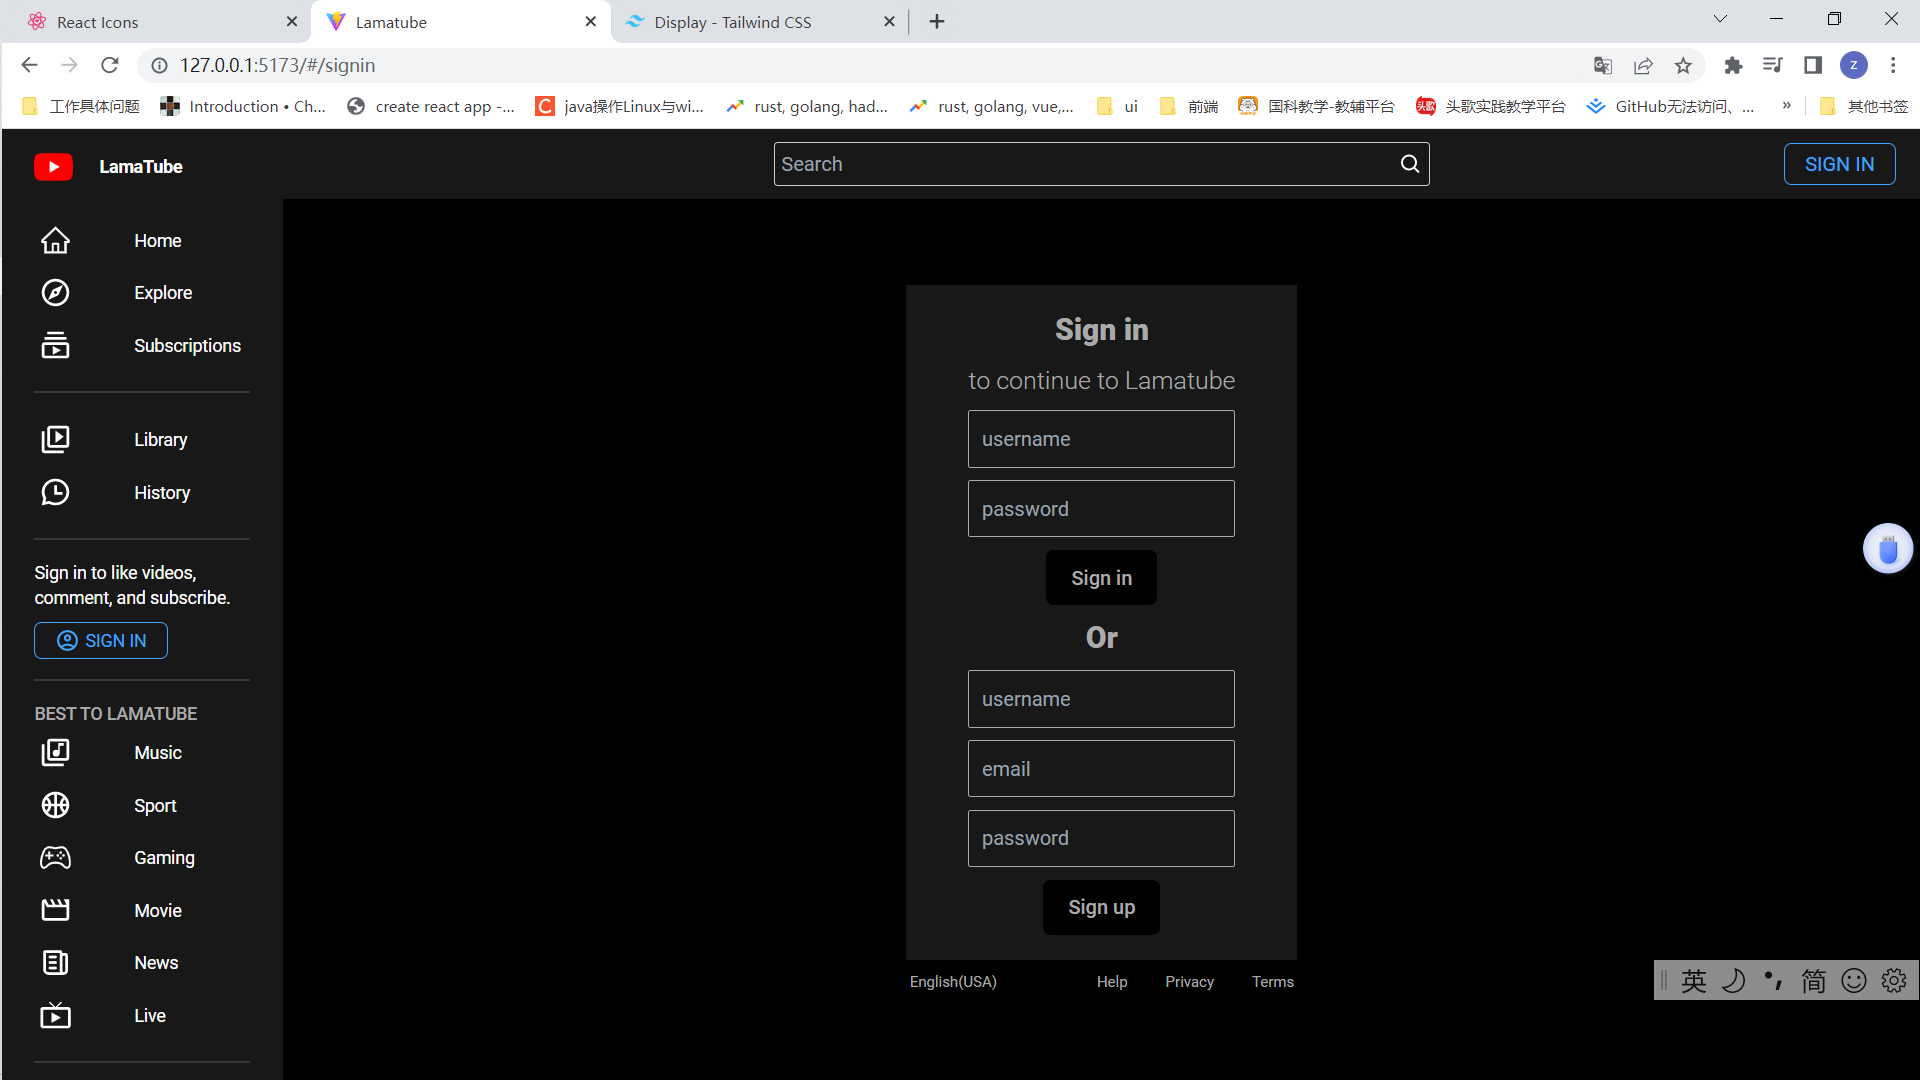 React Icons
Lamatube
Display - Tailwind CSS
127.0.0.1:5173/#/signin
Z
工作具体问题
Introduction • Ch...
create react app -...
C
java操作Linux与wi...
rust, golang, had...
rust, golang, vue,...
ui
前端
国科教学-教辅平台
头歌
头歌实践教学平台
GitHub无法访问、...
»
其他书签
LamaTube
Search
SIGN IN
Home
Explore
Subscriptions
Library
History
Sign in to like videos,
comment, and subscribe.
SIGN IN
BEST TO LAMATUBE
Music
Sport
Gaming
Movie
News
Live
Sign in
to continue to Lamatube
username
password
Sign in
Or
username
email
password
Sign up
English(USA)
Help
Privacy
Terms
英
简